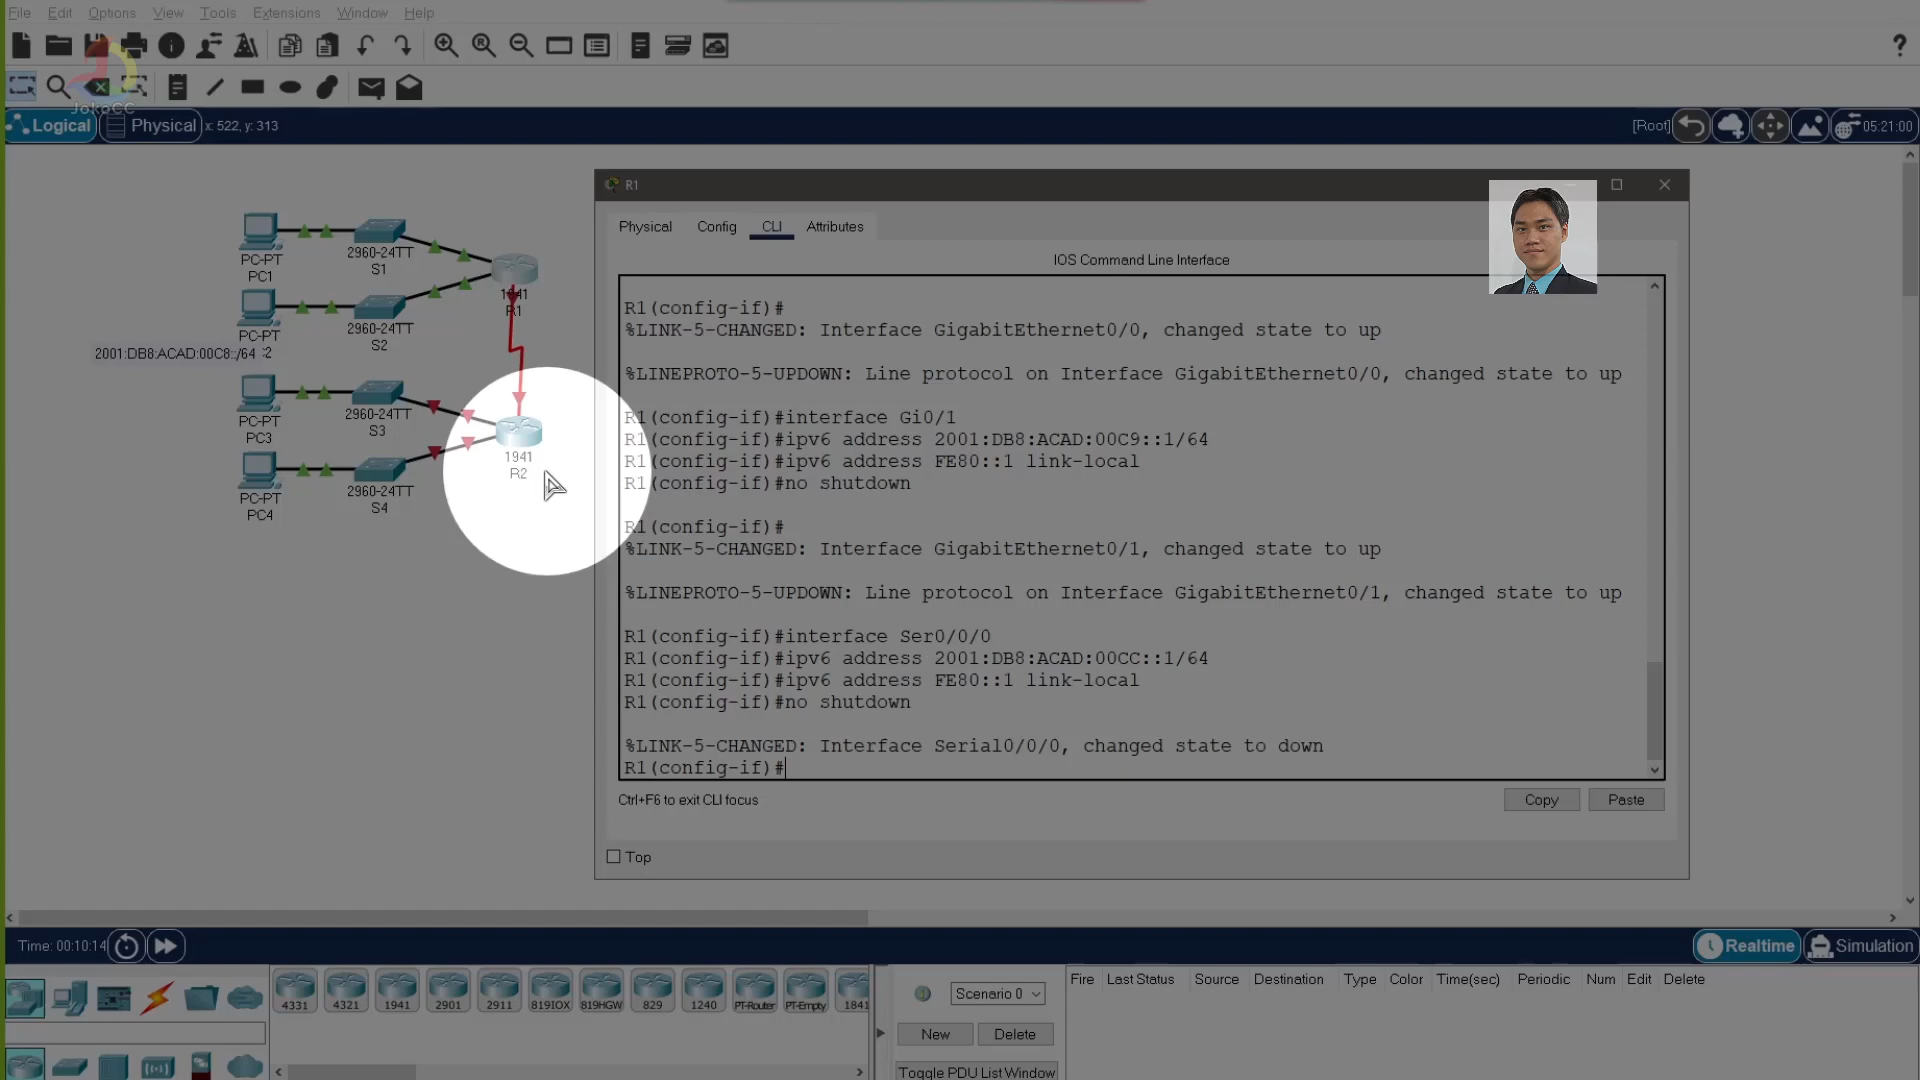 File Edit Options View Tools Extensions Window Help
?
JokoCC
Logical Physical x: 522, y: 313
[Root] 05:21:00
R1
Physical Config CLI Attributes
IOS Command Line Interface
R1(config-if)#
%LINK-5-CHANGED: Interface GigabitEthernet0/0, changed state to up
%LINEPROTO-5-UPDOWN: Line protocol on Interface GigabitEthernet0/0, changed state to up
R1(config-if)#interface Gi0/1
R1(config-if)#ipv6 address 2001:DB8:ACAD:00C9::1/64
R1(config-if)#ipv6 address FE80::1 link-local
R1(config-if)#no shutdown
R1(config-if)#
%LINK-5-CHANGED: Interface GigabitEthernet0/1, changed state to up
%LINEPROTO-5-UPDOWN: Line protocol on Interface GigabitEthernet0/1, changed state to up
R1(config-if)#interface Ser0/0/0
R1(config-if)#ipv6 address 2001:DB8:ACAD:00CC::1/64
R1(config-if)#ipv6 address FE80::1 link-local
R1(config-if)#no shutdown
%LINK-5-CHANGED: Interface Serial0/0/0, changed state to down
R1(config-if)#
Ctrl+F6 to exit CLI focus
Copy Paste
Top
PC-PT
PC1
2960-24TT
S1
1941
R1
PC-PT
2960-24TT
S2
2001:DB8:ACAD:00C8::/64 :2
PC-PT
PC3
2960-24TT
S3
1941
R2
PC-PT
PC4
2960-24TT
S4
Time: 00:10:14
Realtime Simulation
4331 4321 1941 2901 2911 819IOX 819HGW 829 1240 PT-Router PT-Empty 1841
Scenario 0
New Delete
Toggle PDU List Window
Fire Last Status Source Destination Type Color Time(sec) Periodic Num Edit Delete